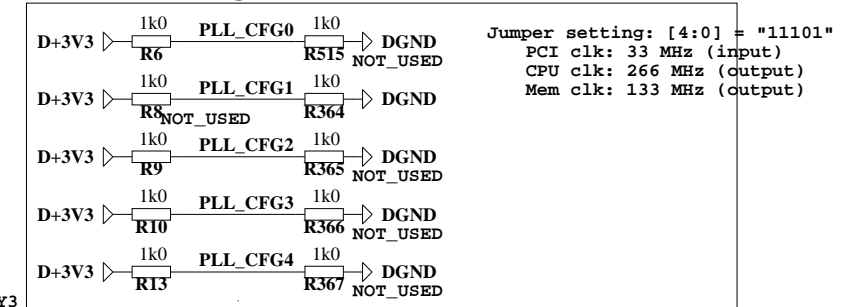 1k0 PLL_CFG0 1k0
D+3V3 DGND
R6 R515 NOT_USED
1k0 PLL_CFG1 1k0
D+3V3 DGND
R8 NOT_USED R364
1k0 PLL_CFG2 1k0
D+3V3 DGND
R9 R365 NOT_USED
1k0 PLL_CFG3 1k0
D+3V3 DGND
R10 R366 NOT_USED
1k0 PLL_CFG4 1k0
D+3V3 DGND
R13 R367 NOT_USED
Jumper setting: [4:0] = "11101"
PCI clk: 33 MHz (input)
CPU clk: 266 MHz (output)
Mem clk: 133 MHz (output)
Y3